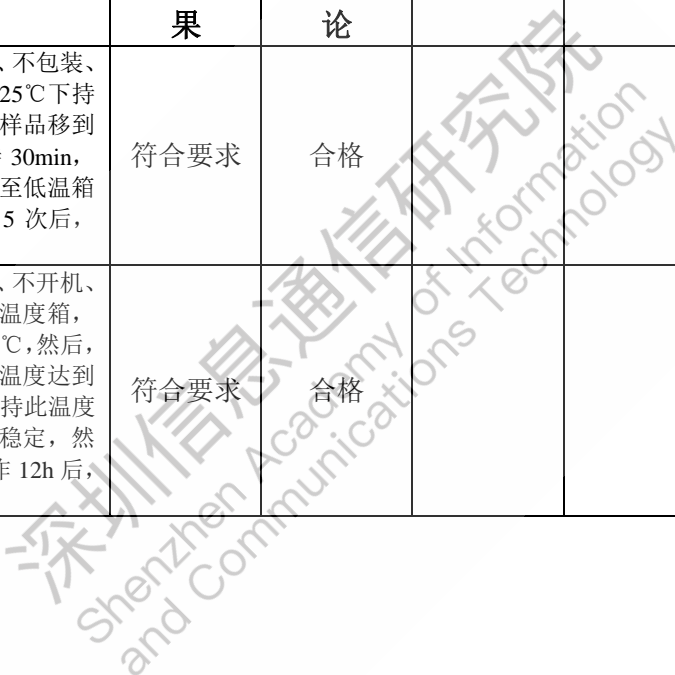 果 论
、不包装、
25℃下持
样品移到
30min，
至低温箱
5 次后，
符合要求 合格
、不开机、
温度箱，
℃，然后，
温度达到
持此温度
稳定，然
作 12h 后，
符合要求 合格
深圳信息通信研究院
Shenzhen Academy of Information
and Communications Technology